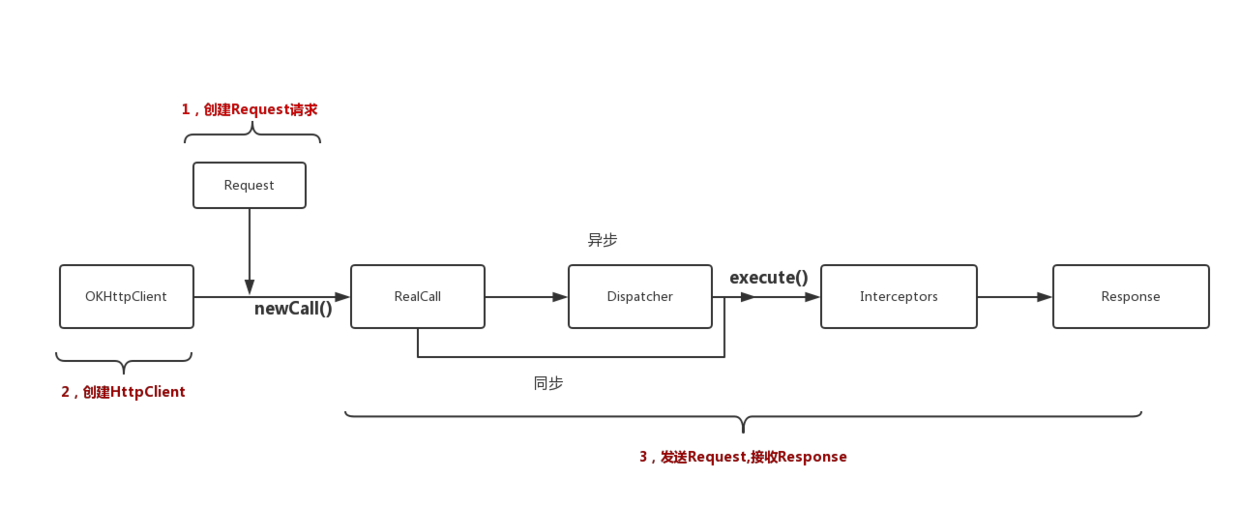 1，创建Request请求
Request
异步
OKHttpClient
newCall()
RealCall
Dispatcher
execute()
Interceptors
Response
同步
2，创建HttpClient
3，发送Request,接收Response